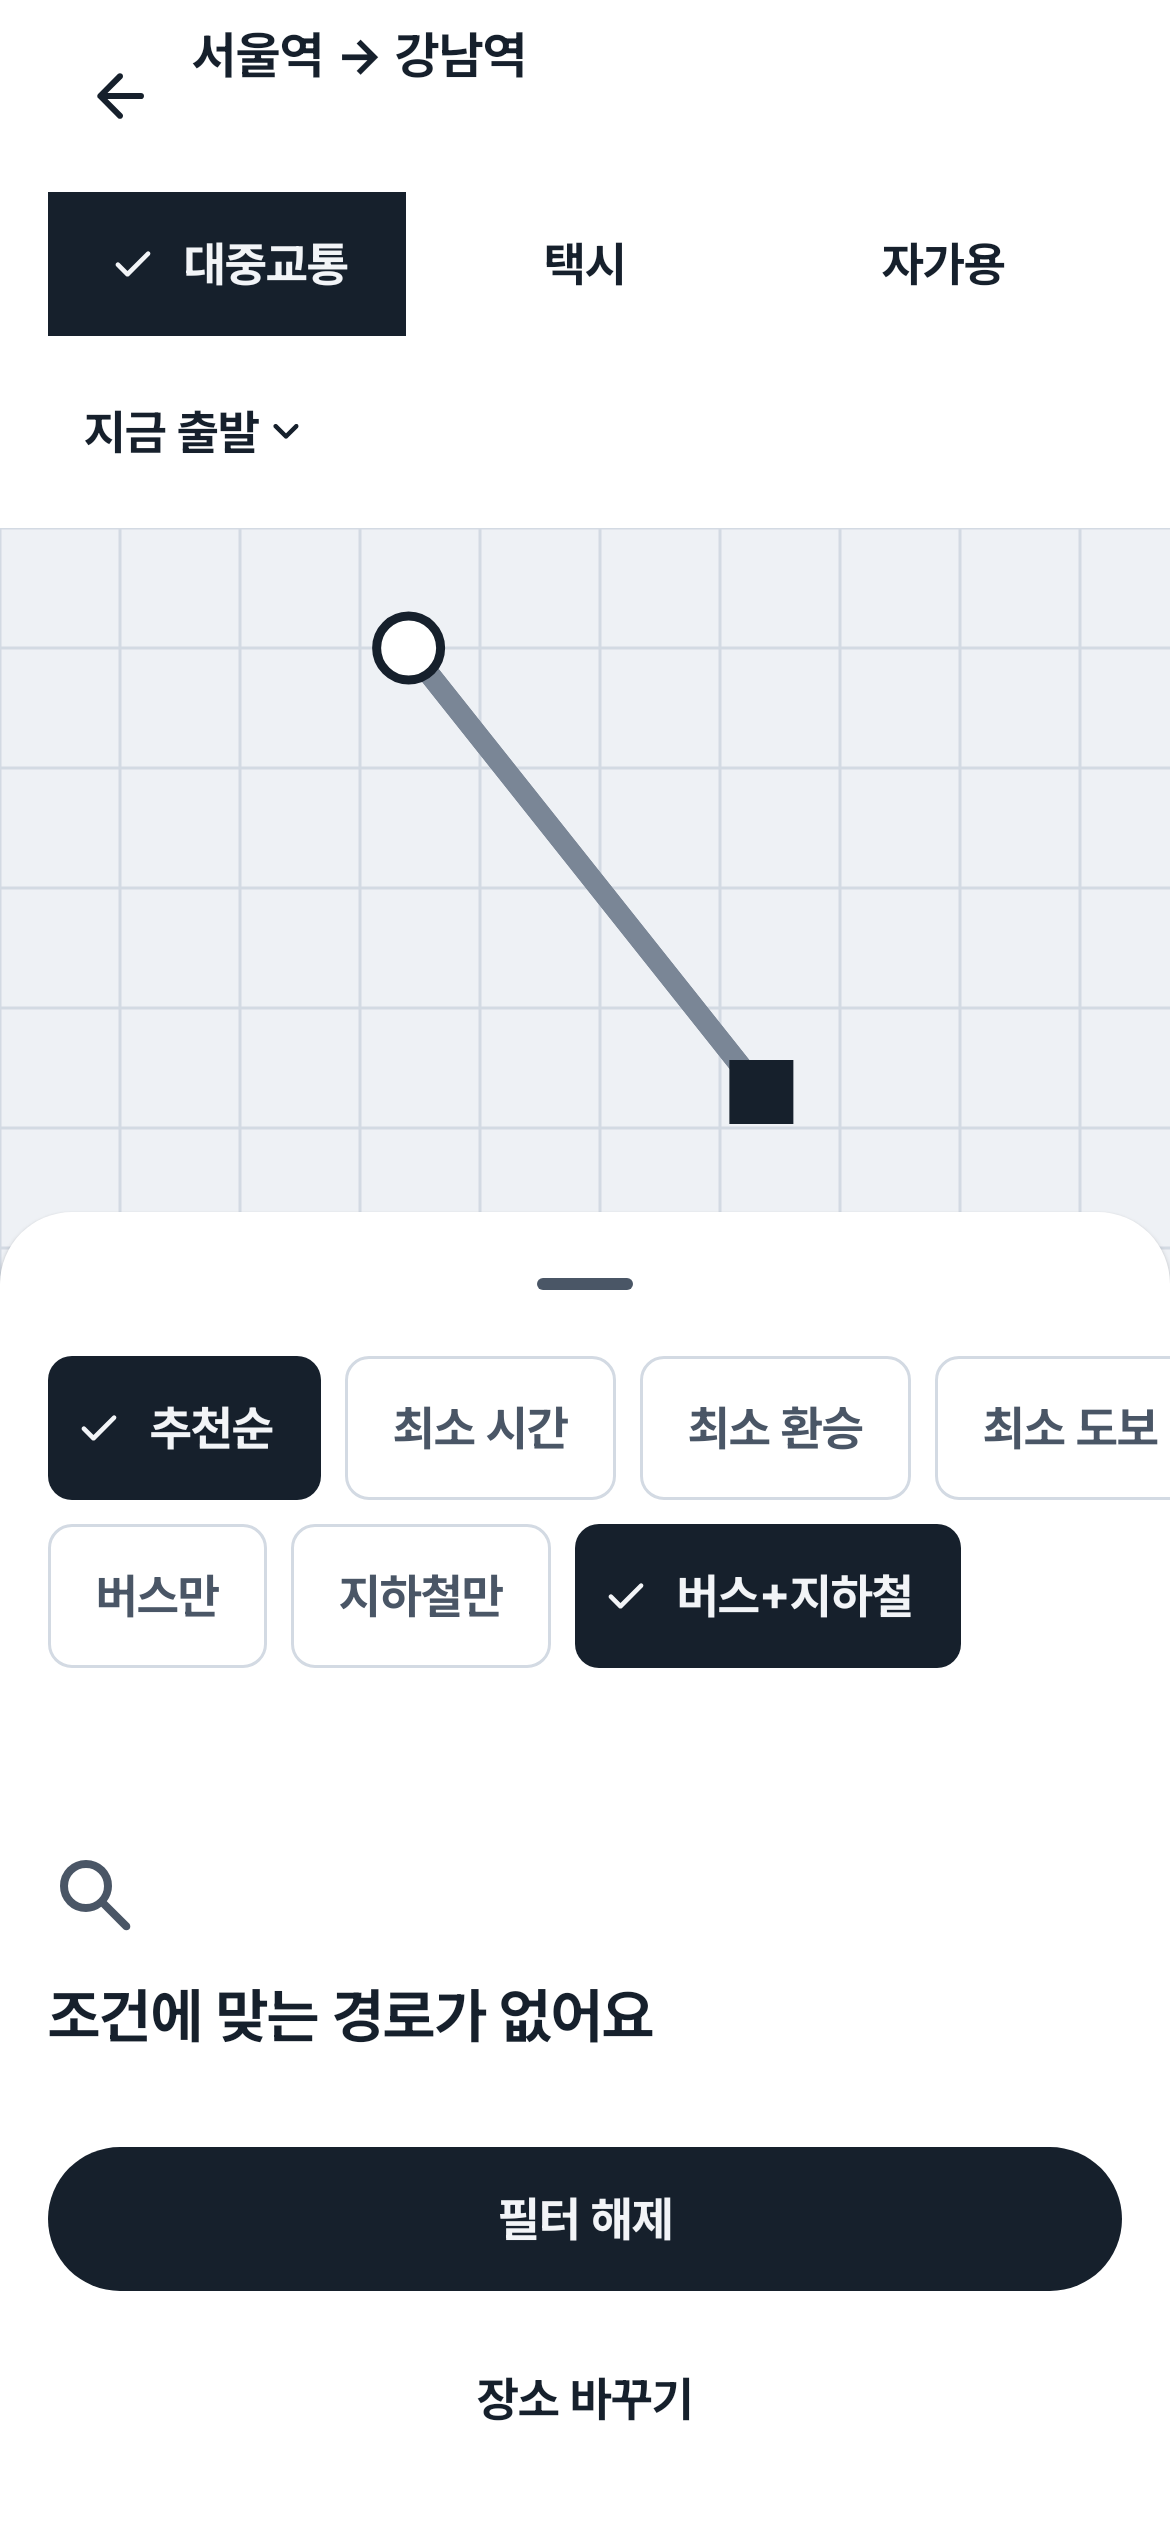 서울역 → 강남역
대중교통 택시 자가용
지금 출발
추천순 최소 시간 최소 환승 최소 도보
버스만 지하철만 버스+지하철
조건에 맞는 경로가 없어요
필터 해제
장소 바꾸기